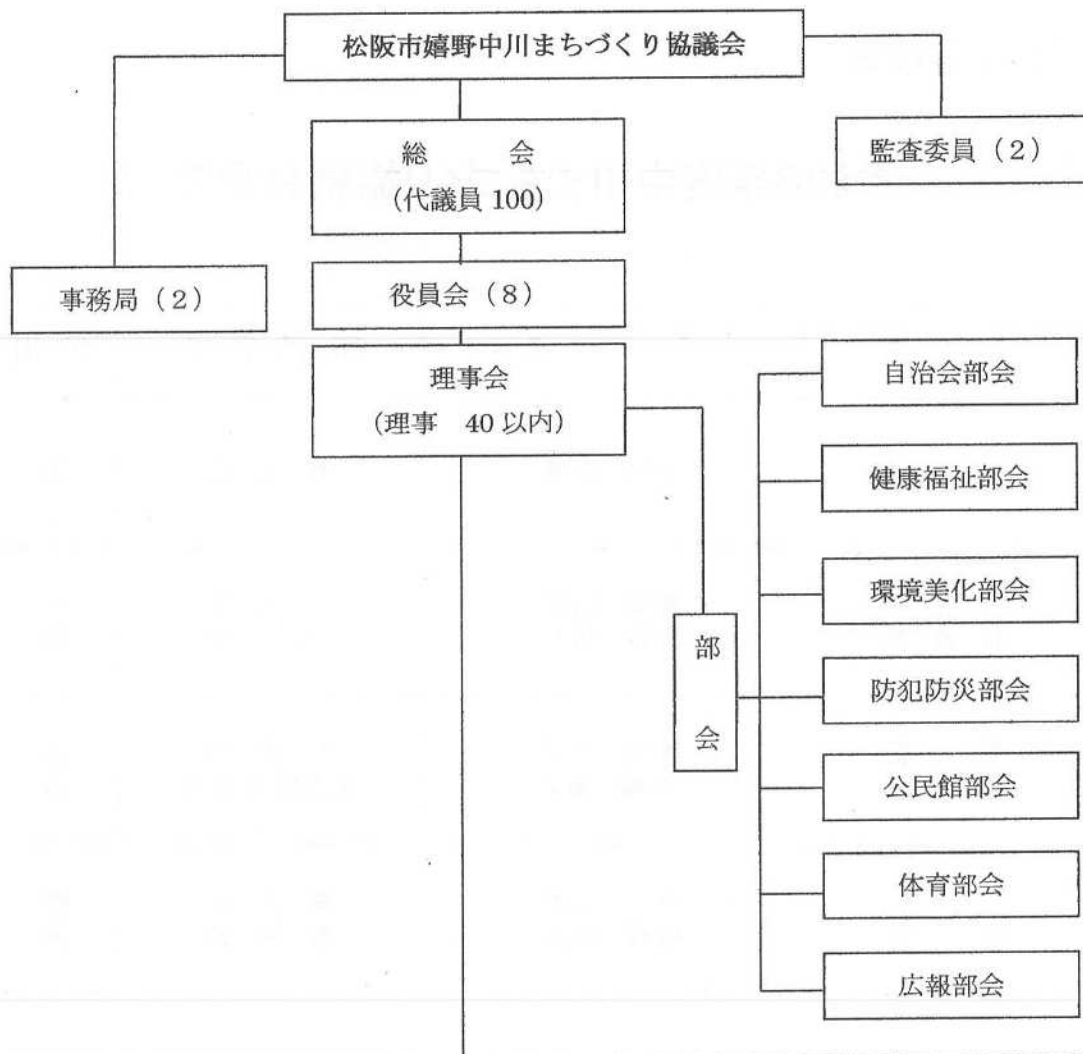 松阪市嬉野中川まちづくり協議会
総　　会
(代議員 100)
監査委員（2）
事務局（2）
役員会（8）
理事会
(理事　40 以内)
部
会
自治会部会
健康福祉部会
環境美化部会
防犯防災部会
公民館部会
体育部会
広報部会